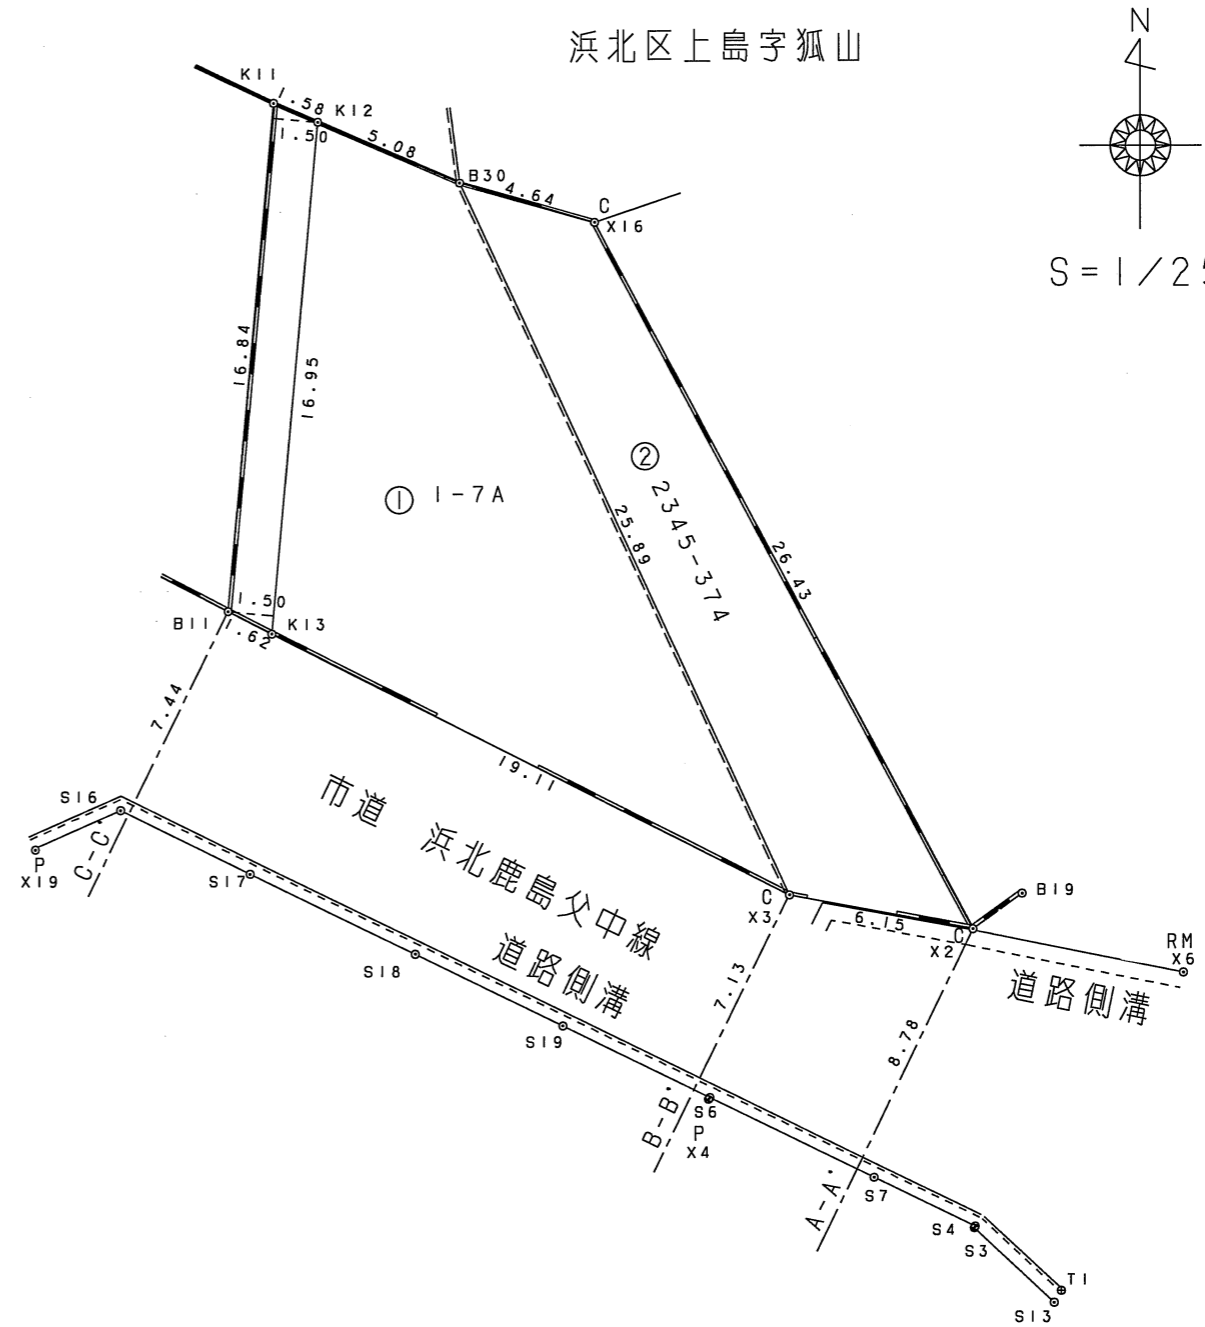 浜北区上島字狐山
N
S=1/25
K11
1.58
K12
1.50
5.08
B30
4.64
C
X16
16.84
16.95
① 1-7A
② 2345-37A
25.89
26.43
1.50
B11
.62
K13
7.44
19.11
市道 浜北鹿島父中線
道路側溝
S16
C-C'
P
X19
S17
S18
S19
C
X3
6.15
C
X2
B19
RM
X6
道路側溝
7.13
8.78
B-B'
S6
P
X4
A-A'
S7
S4
S3
T1
S13